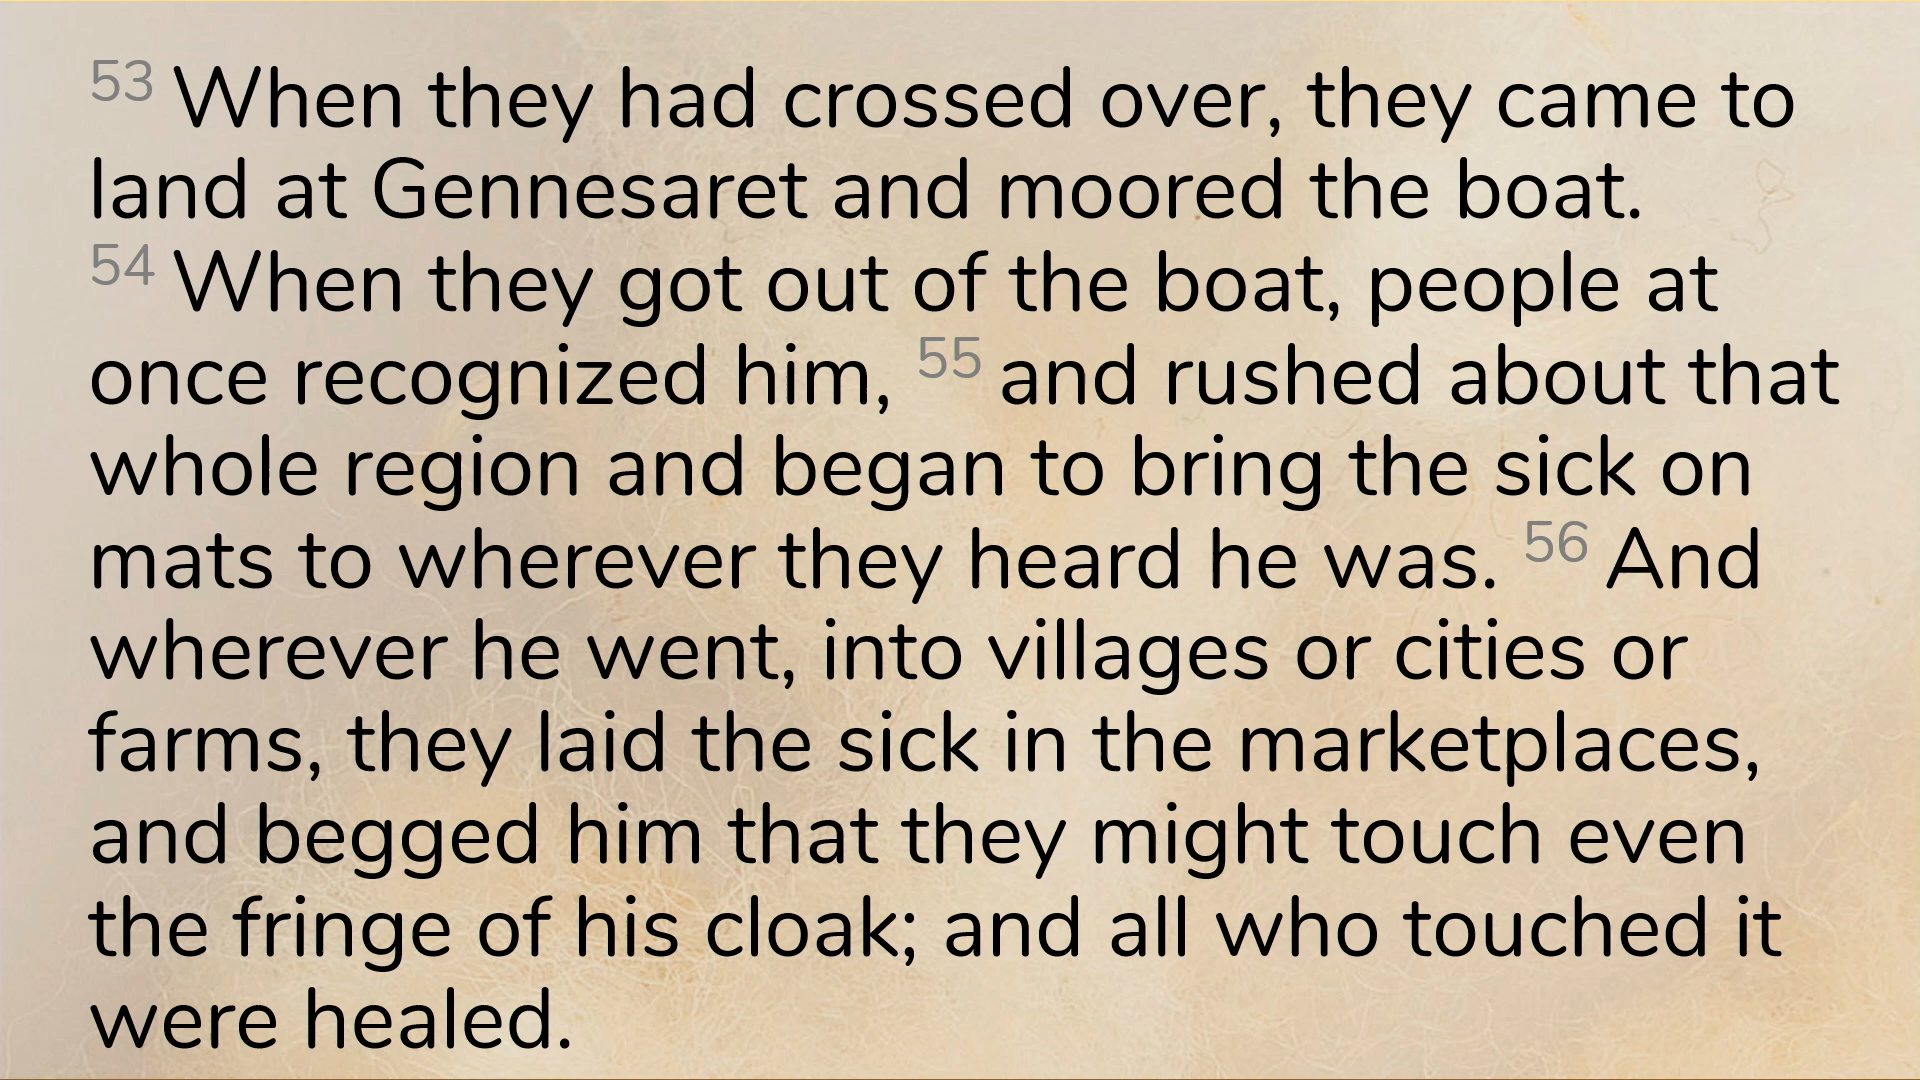 53 When they had crossed over, they came to
land at Gennesaret and moored the boat.
54 When they got out of the boat, people at
once recognized him, 55 and rushed about that
whole region and began to bring the sick on
mats to wherever they heard he was. 56 And
wherever he went, into villages or cities or
farms, they laid the sick in the marketplaces,
and begged him that they might touch even
the fringe of his cloak; and all who touched it
were healed.